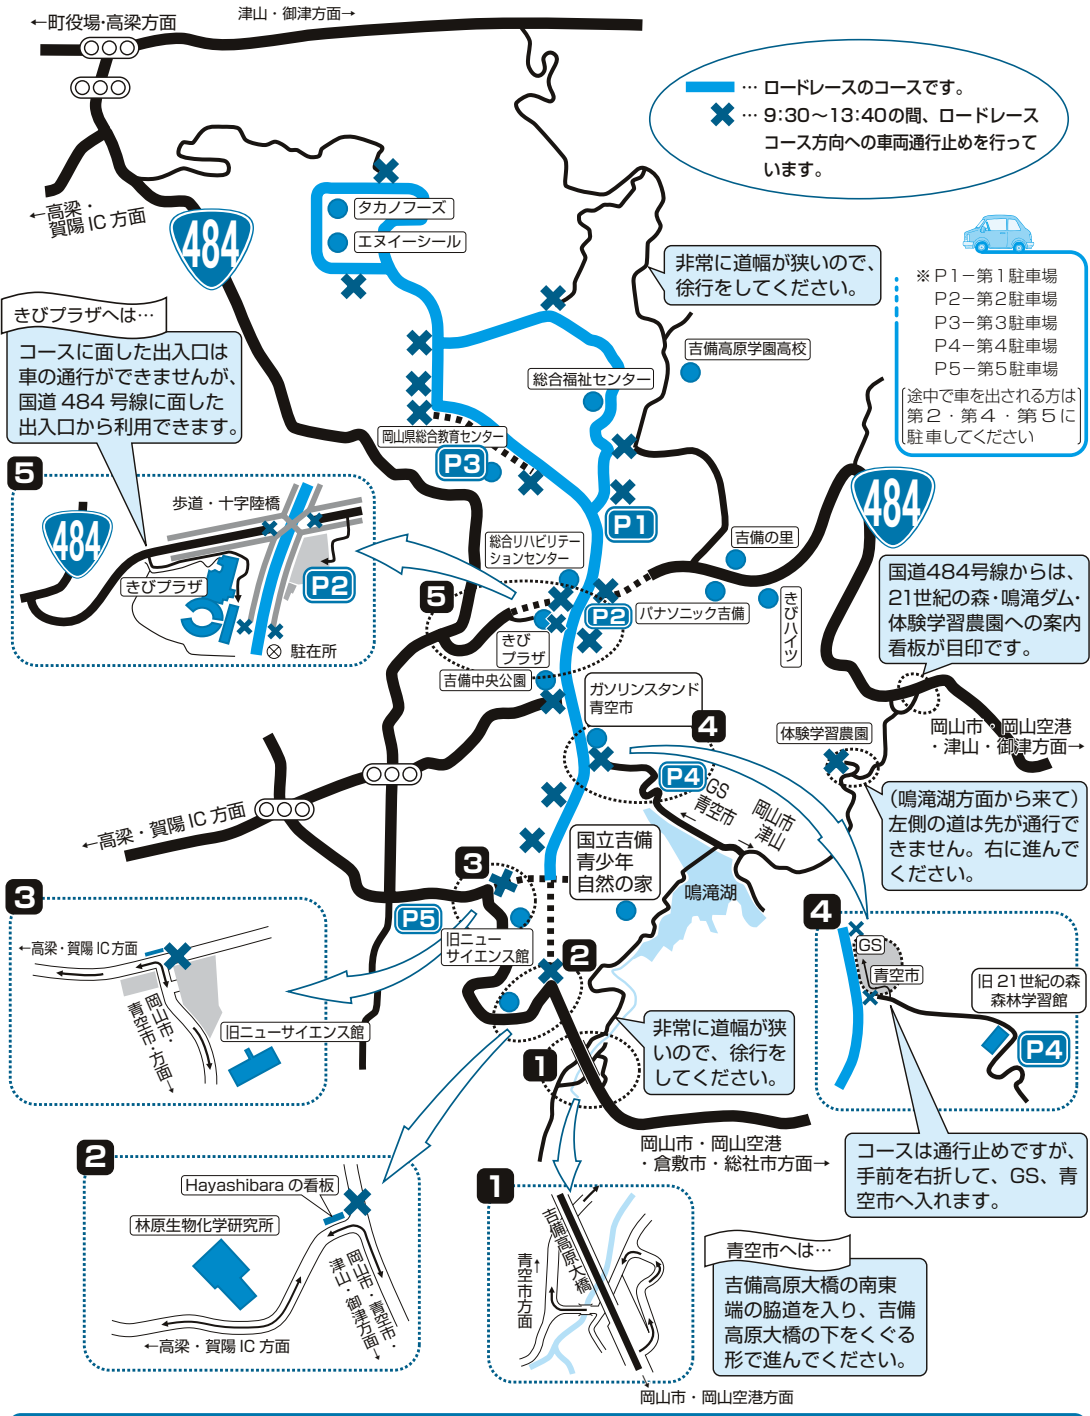 ←町役場・高梁方面
津山・御津方面→
… ロードレースのコースです。
… 9:30〜13:40の間、ロードレース
コース方向への車両通行止めを行って
います。
←高梁・
賀陽IC方面
484
タカノフーズ
エヌイーシール
非常に道幅が狭いので、
徐行をしてください。
※P1－第1駐車場
P2－第2駐車場
P3－第3駐車場
P4－第4駐車場
P5－第5駐車場
途中で車を出される方は
第2・第4・第5に
駐車してください
きびプラザへは…
コースに面した出入口は
車の通行ができませんが、
国道484号線に面した
出入口から利用できます。
吉備高原学園高校
総合福祉センター
岡山県総合教育センター
P3
P1
484
5
歩道・十字陸橋
484
きびプラザ
P2
駐在所
総合リハビリテー
ションセンター
吉備の里
5
P2
パナソニック吉備
きびハイツ
きび
プラザ
吉備中央公園
国道484号線からは、
21世紀の森・鳴滝ダム・
体験学習農園への案内
看板が目印です。
ガソリンスタンド
青空市
4
P4
GS
青空市
岡山市
津山
体験学習農園
岡山市・岡山空港
・津山・御津方面→
(鳴滝湖方面から来て)
左側の道は先が通行で
きません。右に進んで
ください。
←高梁・賀陽IC方面
国立吉備
青少年
自然の家
鳴滝湖
3
P5
旧ニュー
サイエンス館
2
3
←高梁・賀陽IC方面
岡山市・
青空市・方面→
旧ニューサイエンス館
4
GS
青空市
旧21世紀の森
森林学習館
P4
非常に道幅が狭
いので、徐行を
してください。
1
岡山市・岡山空港
・倉敷市・総社市方面→
コースは通行止めですが、
手前を右折して、GS、青
空市へ入れます。
2
Hayashibaraの看板
林原生物化学研究所
岡山市・青空市・
津山・御津方面→
←高梁・賀陽IC方面
1
吉備高原大橋
青空市方面→
岡山市・岡山空港方面
青空市へは…
吉備高原大橋の南東
端の脇道を入り、吉備
高原大橋の下をくぐる
形で進んでください。